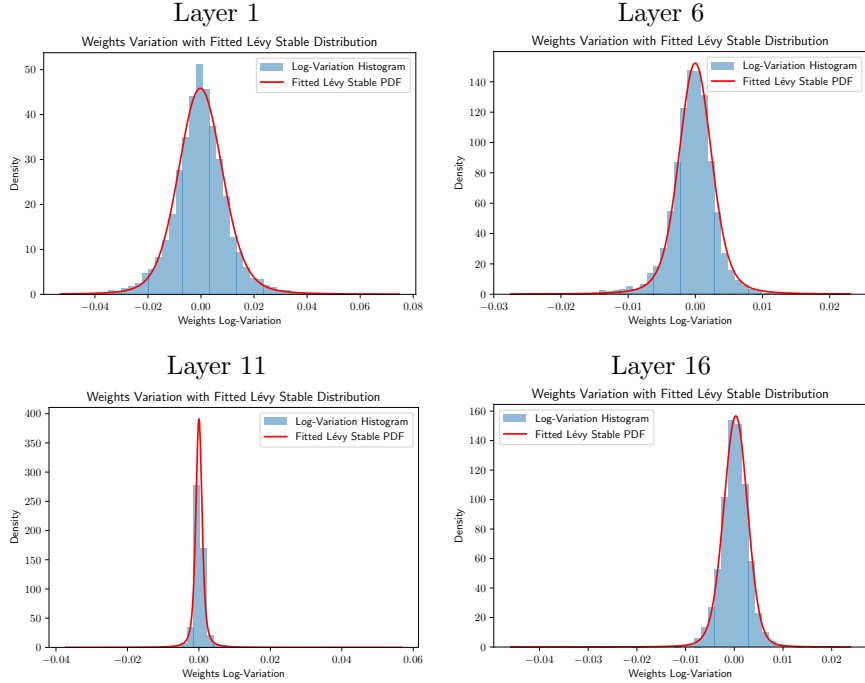 Layer 1
Weights Variation with Fitted Lévy Stable Distribution
Log-Variation Histogram
Fitted Lévy Stable PDF
Density
50
40
30
20
10
0
−0.04 −0.02 0.00 0.02 0.04 0.06 0.08
Weights Log-Variation
Layer 6
Weights Variation with Fitted Lévy Stable Distribution
Log-Variation Histogram
Fitted Lévy Stable PDF
Density
140
120
100
80
60
40
20
0
−0.03 −0.02 −0.01 0.00 0.01 0.02
Weights Log-Variation
Layer 11
Weights Variation with Fitted Lévy Stable Distribution
Log-Variation Histogram
Fitted Lévy Stable PDF
Density
400
350
300
250
200
150
100
50
0
−0.04 −0.02 0.00 0.02 0.04 0.06
Weights Log-Variation
Layer 16
Weights Variation with Fitted Lévy Stable Distribution
Log-Variation Histogram
Fitted Lévy Stable PDF
Density
160
140
120
100
80
60
40
20
0
−0.04 −0.03 −0.02 −0.01 0.00 0.01 0.02
Weights Log-Variation